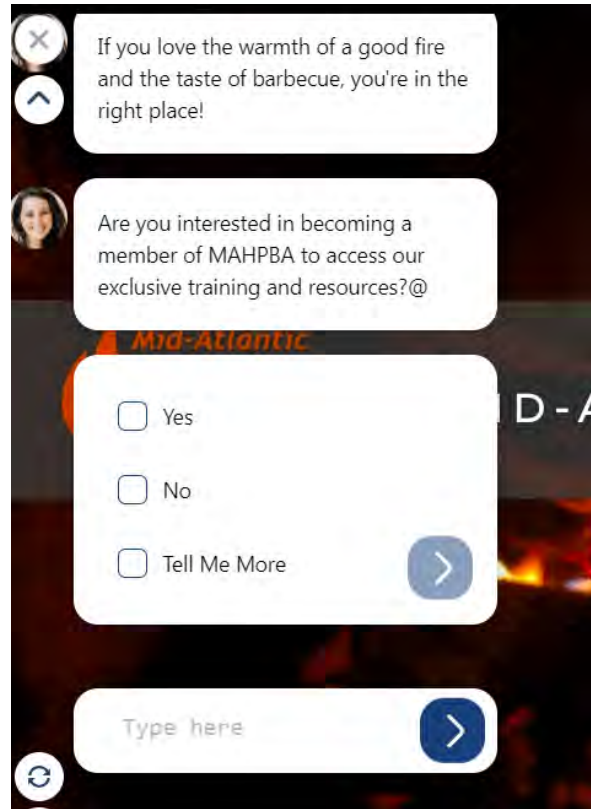 If you love the warmth of a good fire
and the taste of barbecue, you're in the
right place!
Are you interested in becoming a
member of MAHPBA to access our
exclusive training and resources?@
Mid-Atlantic
ID-A
Yes
No
Tell Me More
Type here